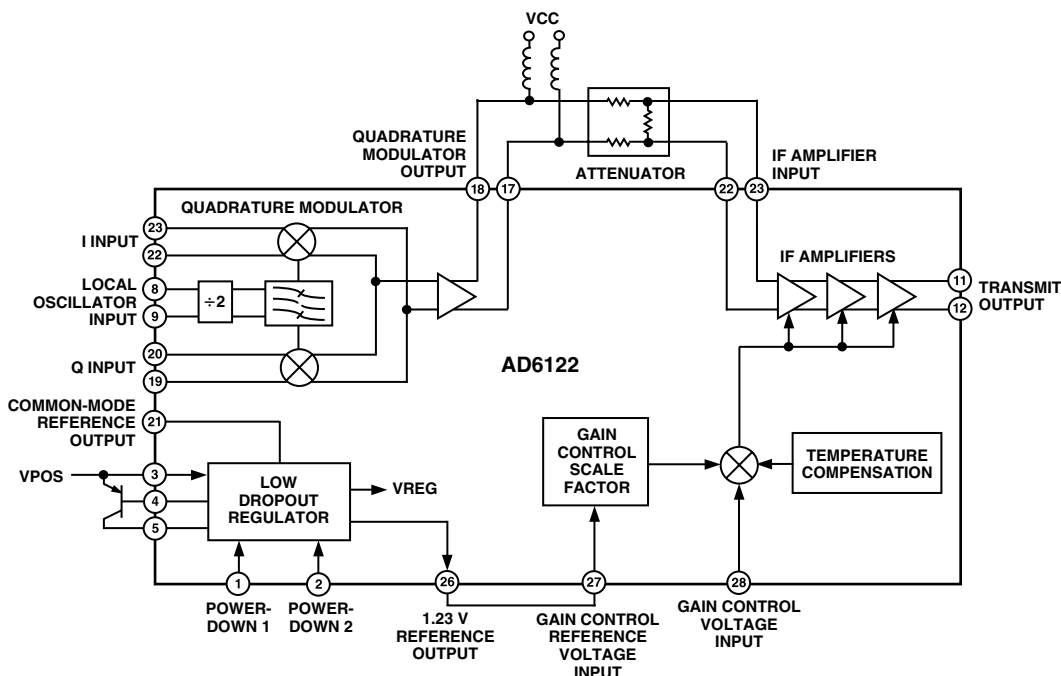 VCC
QUADRATURE
MODULATOR
OUTPUT
ATTENUATOR
IF AMPLIFIER
INPUT
18
17
22
23
QUADRATURE MODULATOR
23
I INPUT
22
LOCAL
OSCILLATOR
INPUT
8
9
÷2
20
Q INPUT
19
IF AMPLIFIERS
11
TRANSMIT
OUTPUT
12
AD6122
COMMON-MODE
REFERENCE
OUTPUT
21
VPOS
3
4
5
LOW
DROPOUT
REGULATOR
VREG
GAIN
CONTROL
SCALE
FACTOR
TEMPERATURE
COMPENSATION
1
2
26
27
28
POWER-
DOWN 1
POWER-
DOWN 2
1.23 V
REFERENCE
OUTPUT
GAIN CONTROL
REFERENCE
VOLTAGE
INPUT
GAIN CONTROL
VOLTAGE
INPUT